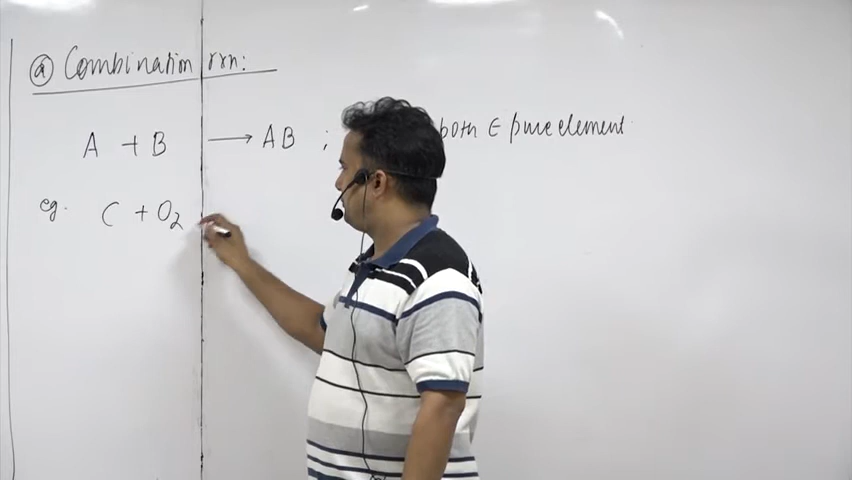 ⓐ Combination rxn:
A + B → AB ; both ∈ pure element
eg. C + O₂